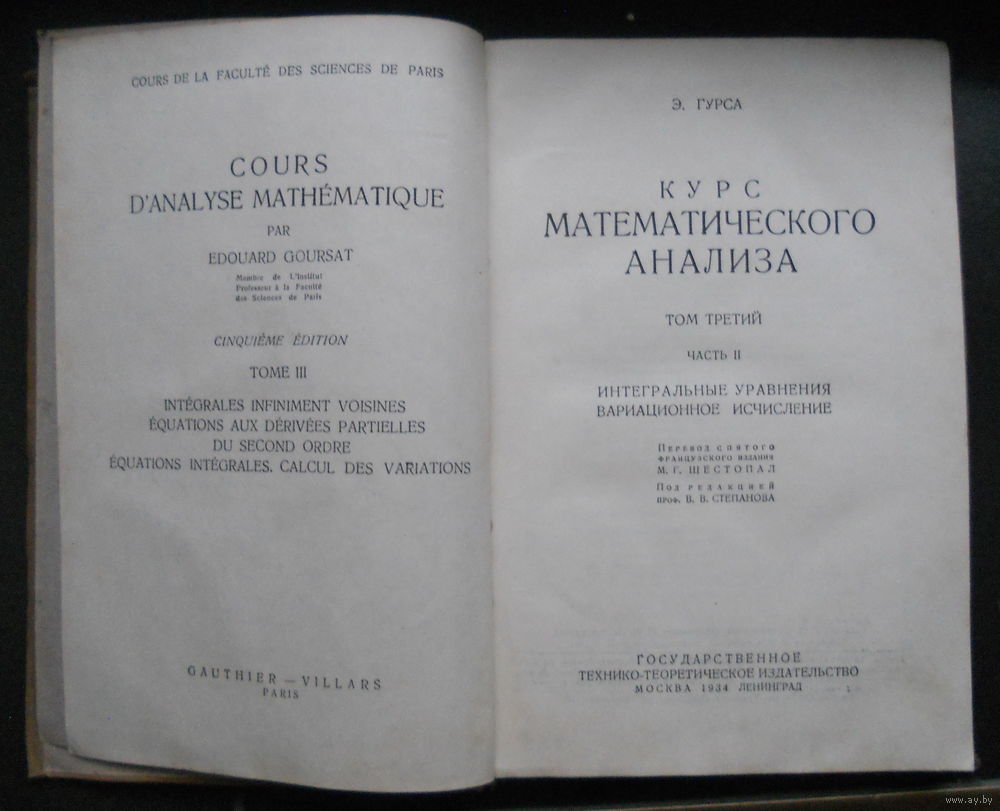 COURS DE LA FACULTÉ DES SCIENCES DE PARIS
COURS
D'ANALYSE MATHÉMATIQUE
PAR
EDOUARD GOURSAT
Membre de L'Institut
Professeur à la Faculté
des Sciences de Paris
CINQUIÈME ÉDITION
TOME III
INTÉGRALES INFINIMENT VOISINES
ÉQUATIONS AUX DÉRIVÉES PARTIELLES
DU SECOND ORDRE
ÉQUATIONS INTÉGRALES. CALCUL DES VARIATIONS
GAUTHIER — VILLARS
PARIS
Э. ГУРСА
КУРС
МАТЕМАТИЧЕСКОГО
АНАЛИЗА
ТОМ ТРЕТИЙ
ЧАСТЬ II
ИНТЕГРАЛЬНЫЕ УРАВНЕНИЯ
ВАРИАЦИОННОЕ ИСЧИСЛЕНИЕ
ПЕРЕВОД С ПЯТОГО
ФРАНЦУЗСКОГО ИЗДАНИЯ
М. Г. ШЕСТОПАЛ
ПОД РЕДАКЦИЕЙ
ПРОФ. В. В. СТЕПАНОВА
ГОСУДАРСТВЕННОЕ
ТЕХНИКО-ТЕОРЕТИЧЕСКОЕ ИЗДАТЕЛЬСТВО
МОСКВА 1934 ЛЕНИНГРАД
www.ay.by